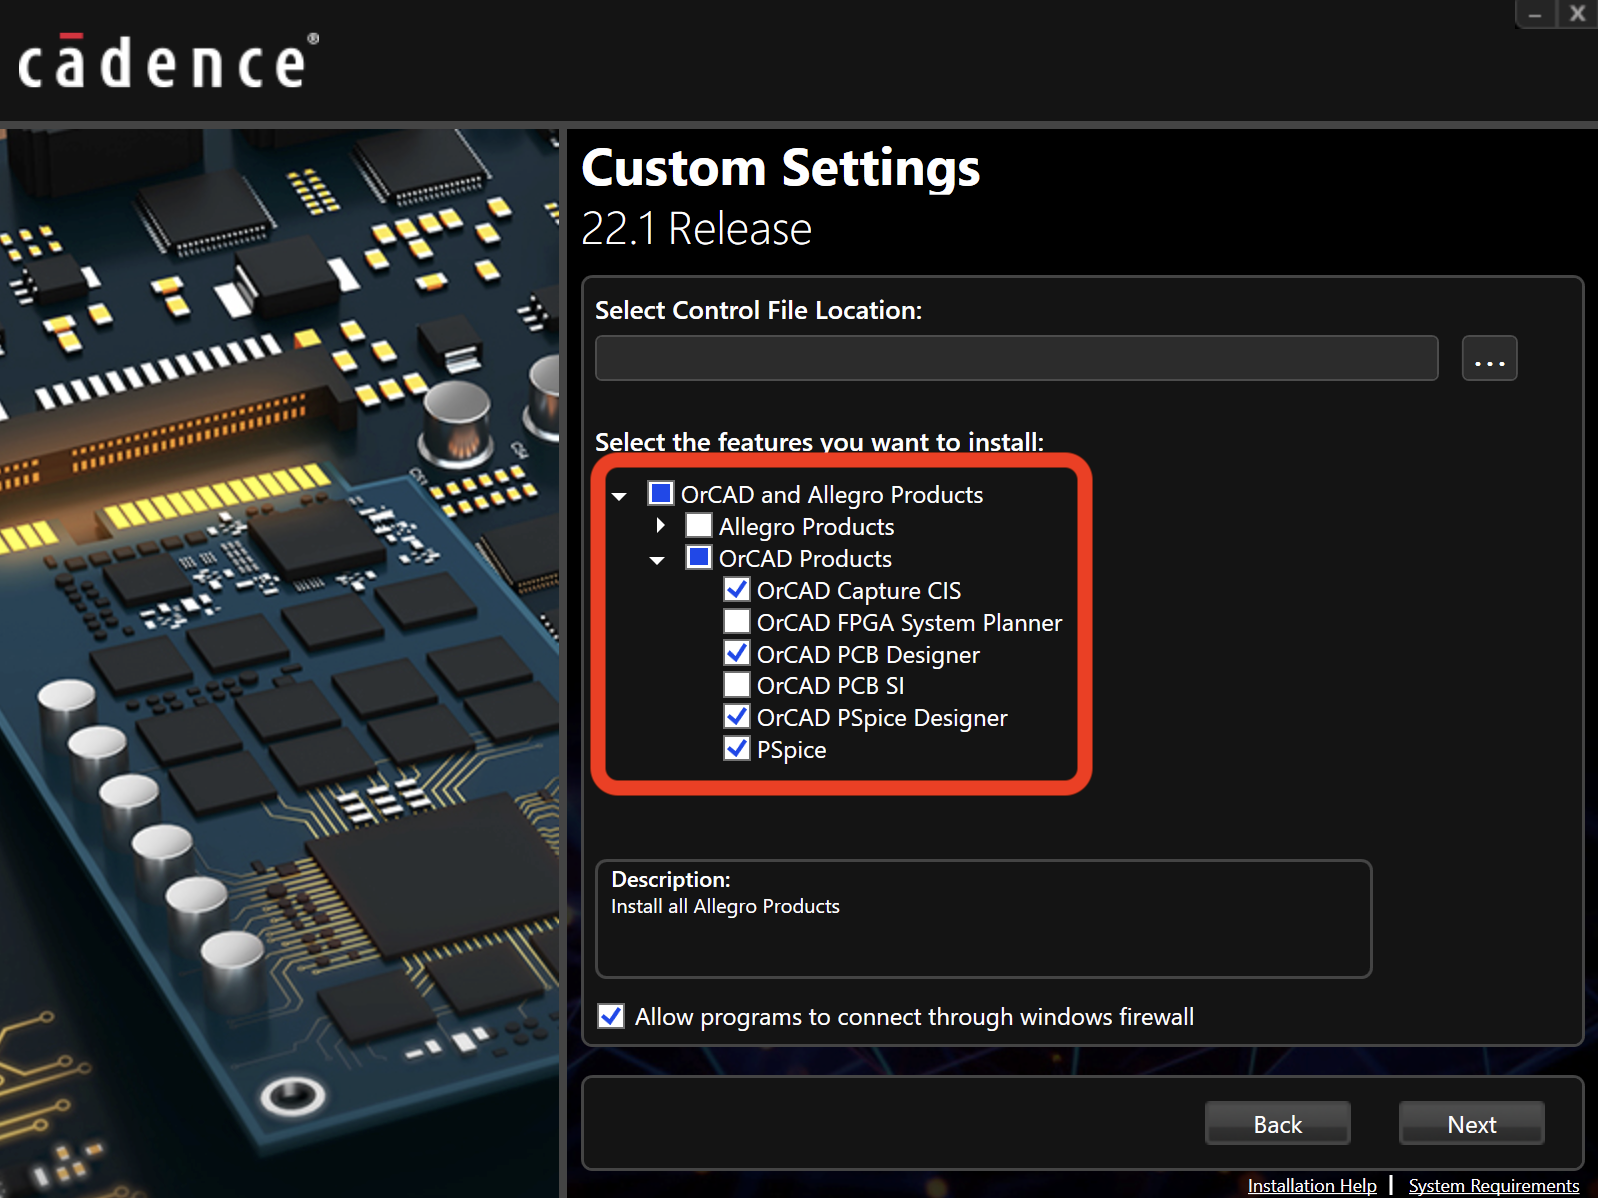 cādence®
Custom Settings
22.1 Release
Select Control File Location:
...
Select the features you want to install:
OrCAD and Allegro Products
Allegro Products
OrCAD Products
OrCAD Capture CIS
OrCAD FPGA System Planner
OrCAD PCB Designer
OrCAD PCB SI
OrCAD PSpice Designer
PSpice
Description:
Install all Allegro Products
Allow programs to connect through windows firewall
Back Next
Installation Help | System Requirements